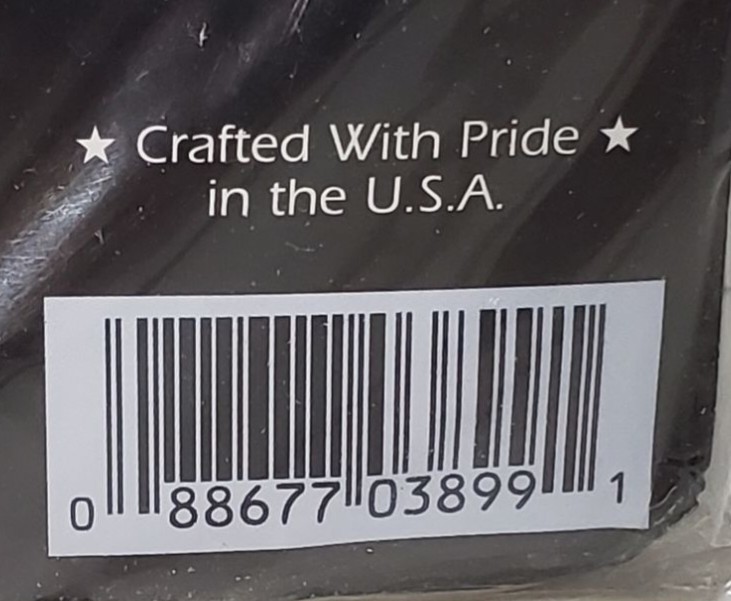 ★ Crafted With Pride ★
in the U.S.A.
0 88677 03899 1